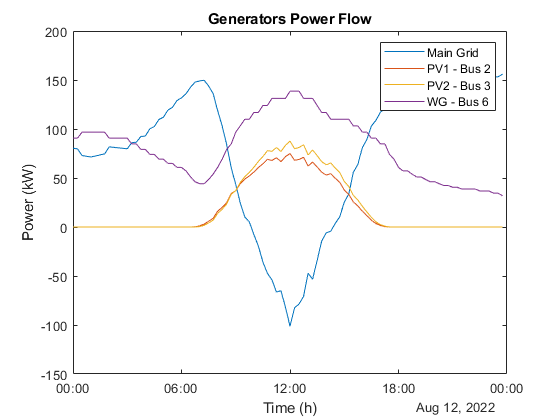 Generators Power Flow
200
150
100
50
0
-50
-100
-150
Power (kW)
Main Grid
PV1 - Bus 2
PV2 - Bus 3
WG - Bus 6
00:00 06:00 12:00 18:00 00:00
Time (h)
Aug 12, 2022